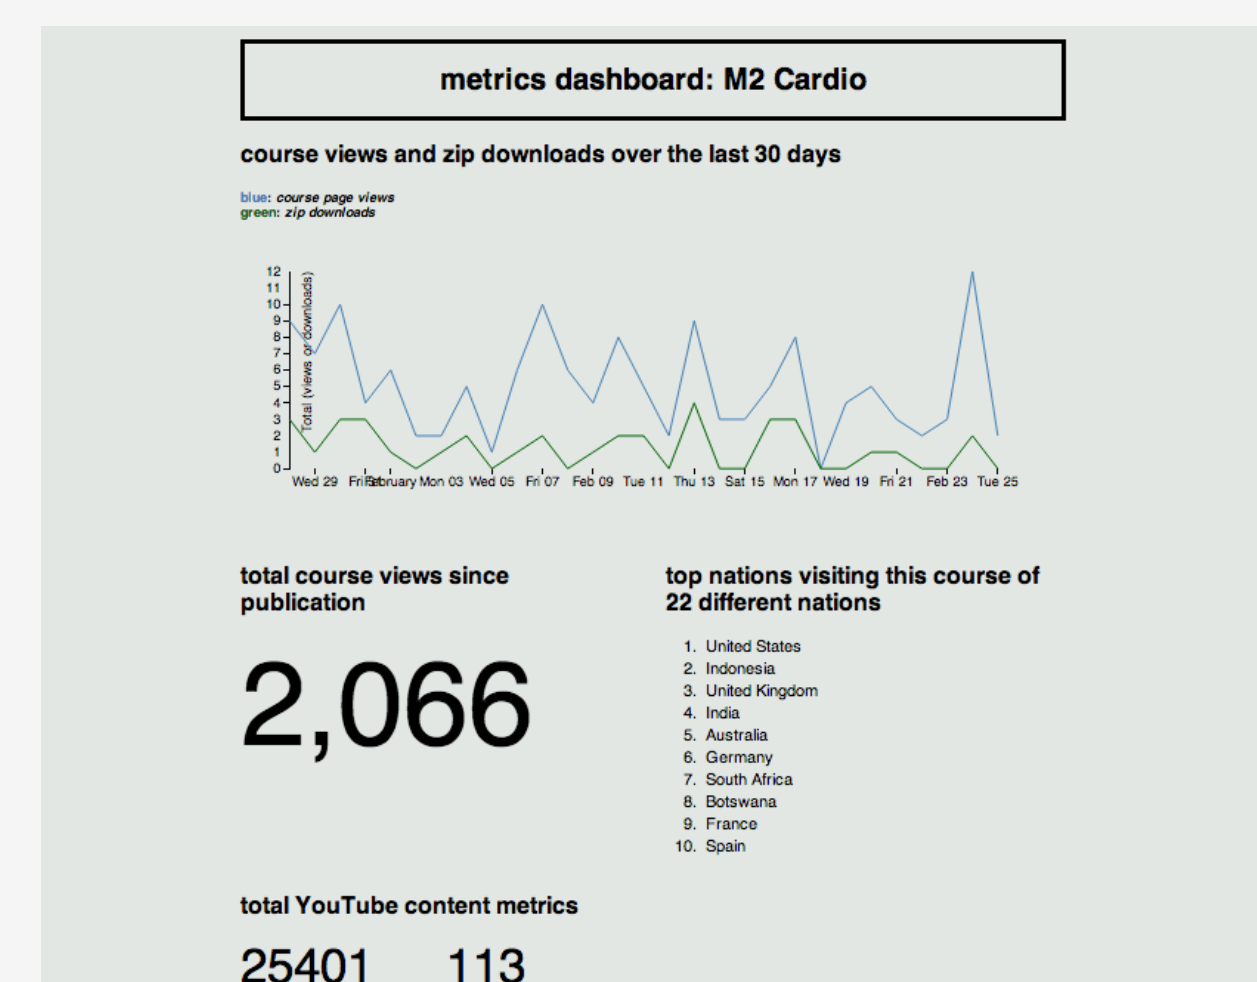 metrics dashboard: M2 Cardio
course views and zip downloads over the last 30 days
blue: course page views
green: zip downloads
Total (views or downloads)
12
11
10
9
8
7
6
5
4
3
2
1
0
Wed 29 Fri February Mon 03 Wed 05 Fri 07 Feb 09 Tue 11 Thu 13 Sat 15 Mon 17 Wed 19 Fri 21 Feb 23 Tue 25
total course views since
publication
2,066
top nations visiting this course of
22 different nations
1. United States
2. Indonesia
3. United Kingdom
4. India
5. Australia
6. Germany
7. South Africa
8. Botswana
9. France
10. Spain
total YouTube content metrics
25401 113